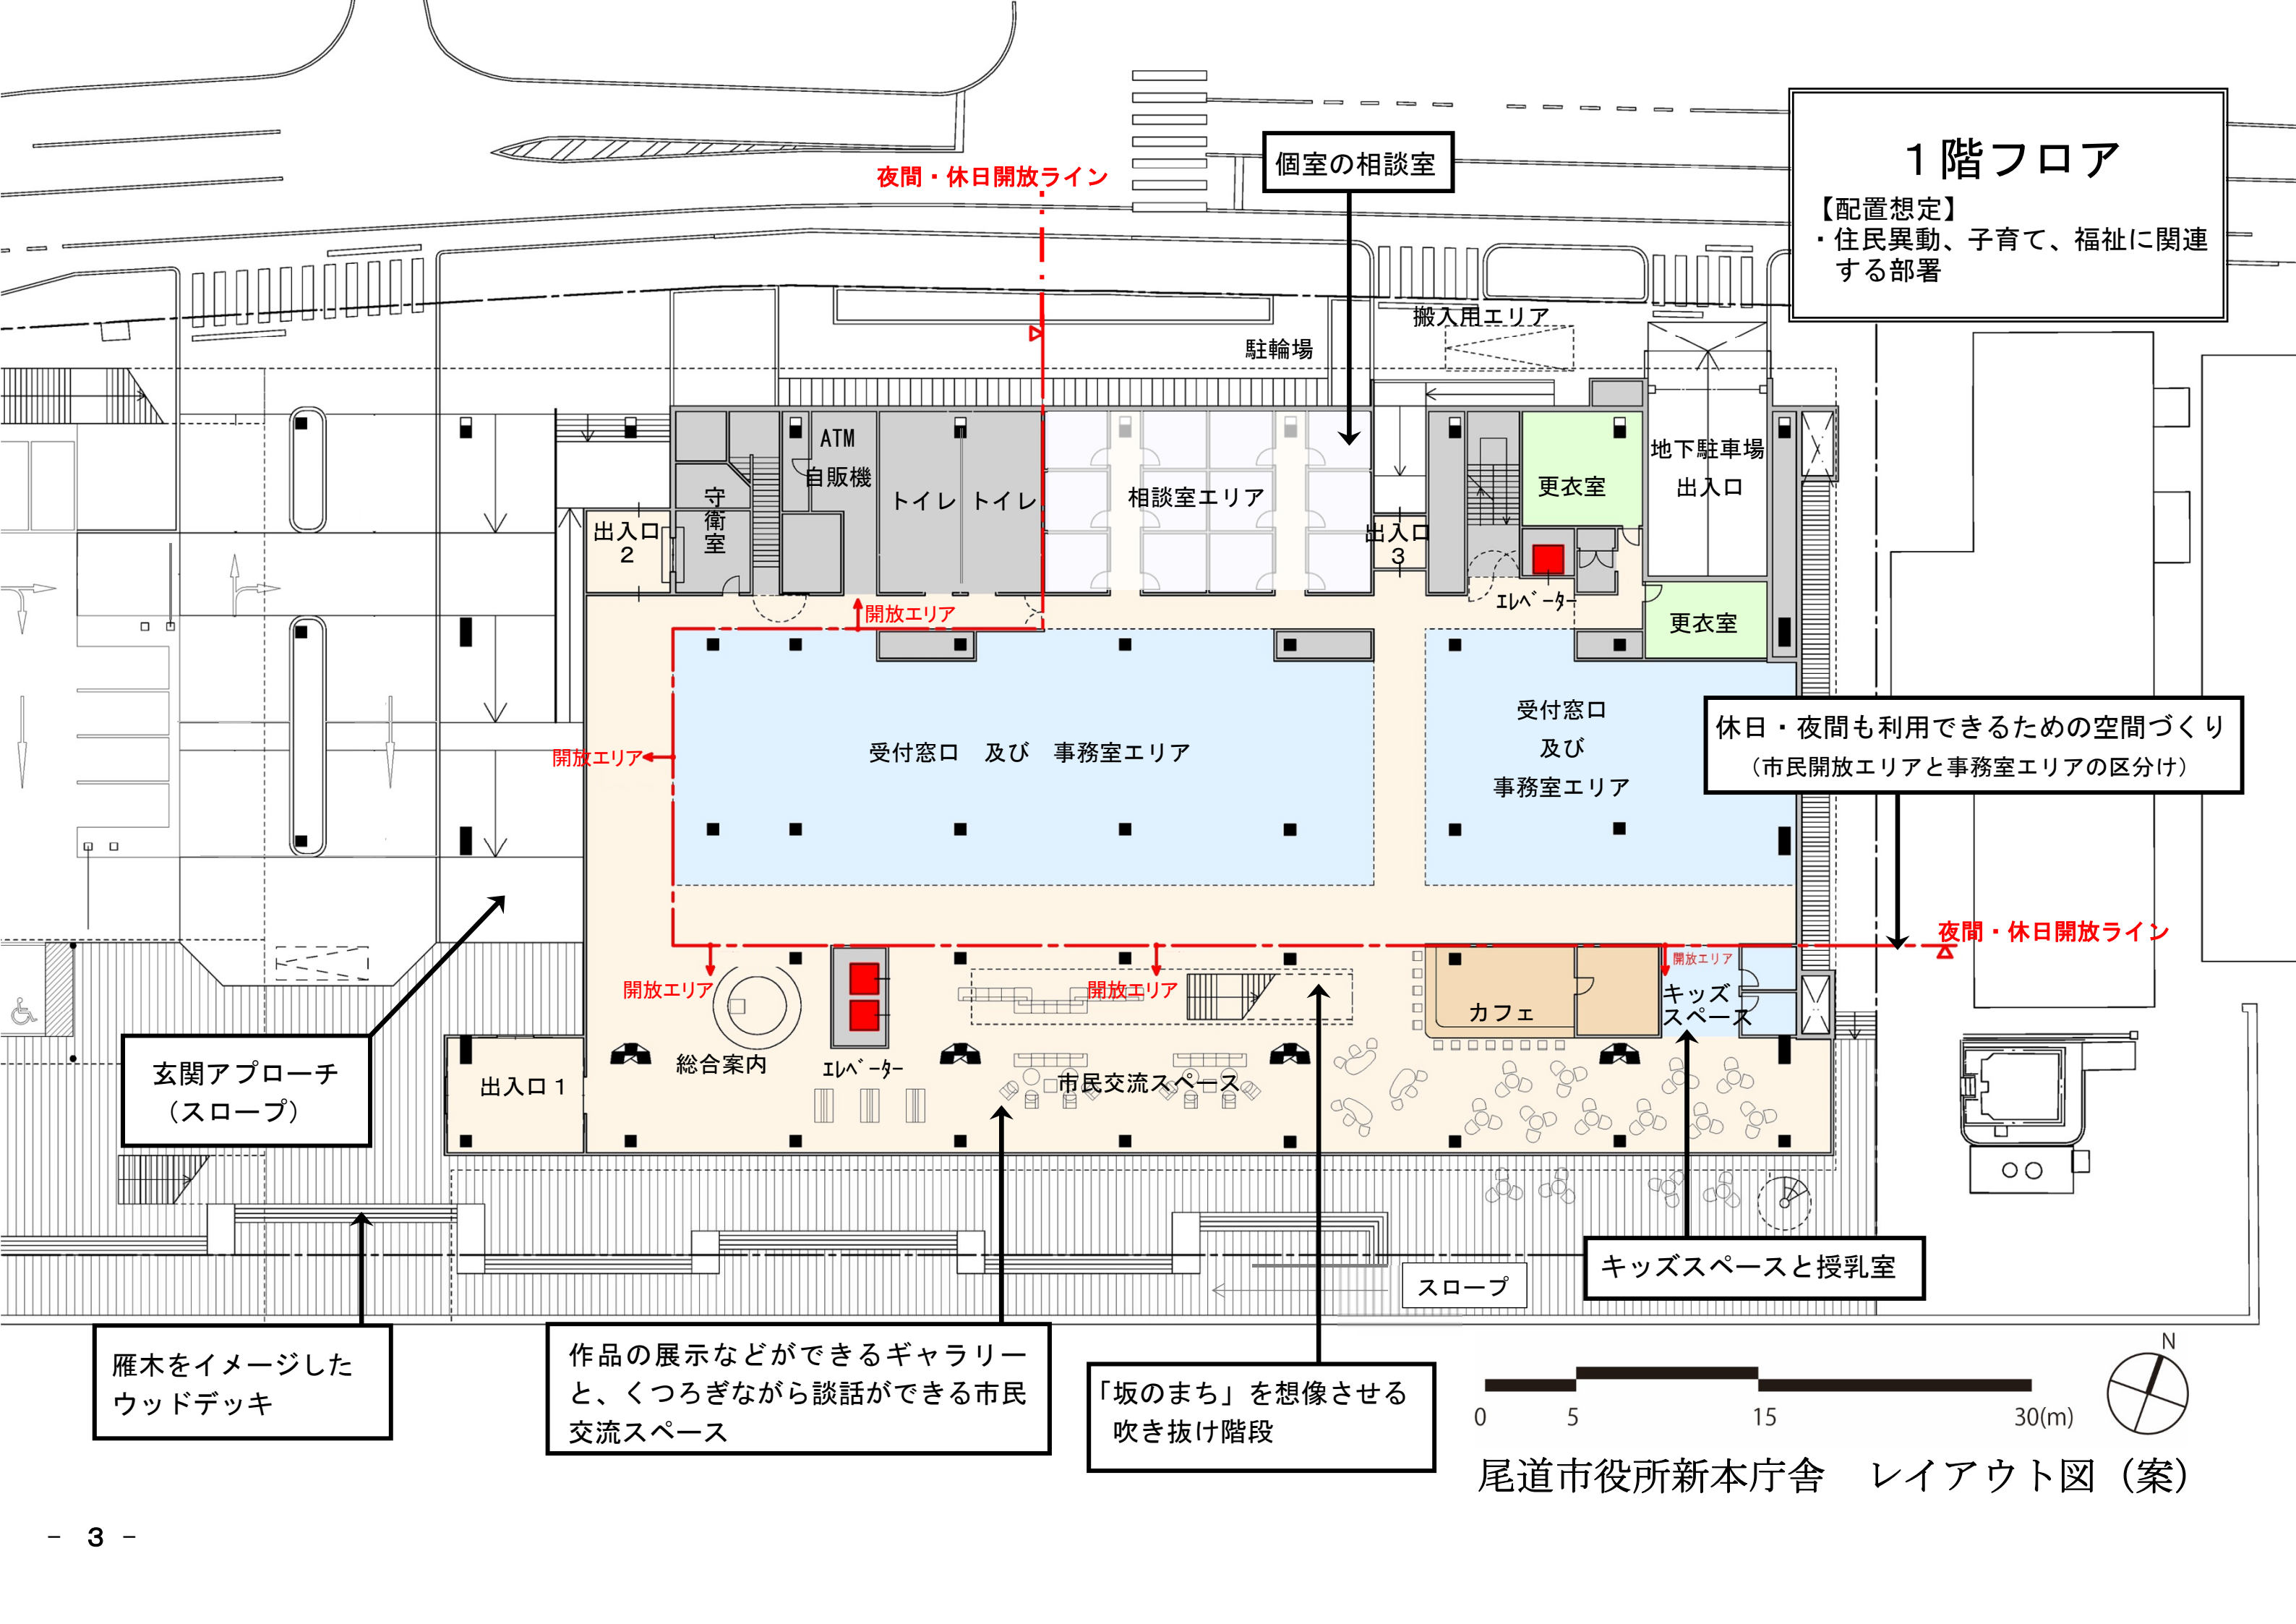 夜間・休日開放ライン
個室の相談室
1階フロア
【配置想定】
・住民異動、子育て、福祉に関連
する部署
搬入用エリア
駐輪場
ATM
自販機
守衛室
トイレ
トイレ
相談室エリア
更衣室
地下駐車場
出入口
出入口
2
出入口
3
エレベーター
更衣室
開放エリア
受付窓口
及び
事務室エリア
休日・夜間も利用できるための空間づくり
（市民開放エリアと事務室エリアの区分け）
開放エリア
受付窓口 及び 事務室エリア
夜間・休日開放ライン
開放エリア
開放エリア
開放エリア
キッズ
スペース
カフェ
総合案内
エレベーター
市民交流スペース
出入口1
玄関アプローチ
（スロープ）
スロープ
キッズスペースと授乳室
雁木をイメージした
ウッドデッキ
作品の展示などができるギャラリー
と、くつろぎながら談話ができる市民
交流スペース
「坂のまち」を想像させる
吹き抜け階段
N
0 5 15 30(m)
尾道市役所新本庁舎 レイアウト図（案）
- 3 -